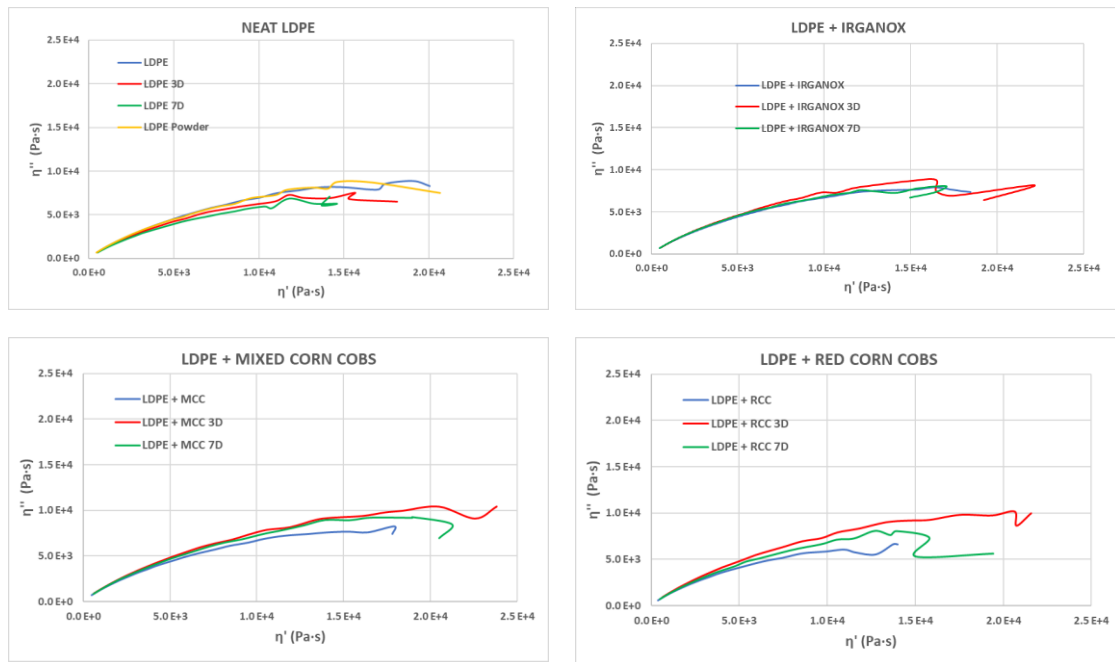 NEAT LDPE
2.5E+4
2.0E+4
1.5E+4
1.0E+4
5.0E+3
0.0E+0
η'' (Pa·s)
LDPE
LDPE 3D
LDPE 7D
LDPE Powder
0.0E+0 5.0E+3 1.0E+4 1.5E+4 2.0E+4 2.5E+4
η' (Pa·s)
LDPE + IRGANOX
2.5E+4
2.0E+4
1.5E+4
1.0E+4
5.0E+3
0.0E+0
η'' (Pa·s)
LDPE + IRGANOX
LDPE + IRGANOX 3D
LDPE + IRGANOX 7D
0.0E+0 5.0E+3 1.0E+4 1.5E+4 2.0E+4 2.5E+4
η' (Pa·s)
LDPE + MIXED CORN COBS
2.5E+4
2.0E+4
1.5E+4
1.0E+4
5.0E+3
0.0E+0
η'' (Pa·s)
LDPE + MCC
LDPE + MCC 3D
LDPE + MCC 7D
0.0E+0 5.0E+3 1.0E+4 1.5E+4 2.0E+4 2.5E+4
η' (Pa·s)
LDPE + RED CORN COBS
2.5E+4
2.0E+4
1.5E+4
1.0E+4
5.0E+3
0.0E+0
η'' (Pa·s)
LDPE + RCC
LDPE + RCC 3D
LDPE + RCC 7D
0.0E+0 5.0E+3 1.0E+4 1.5E+4 2.0E+4 2.5E+4
η' (Pa·s)